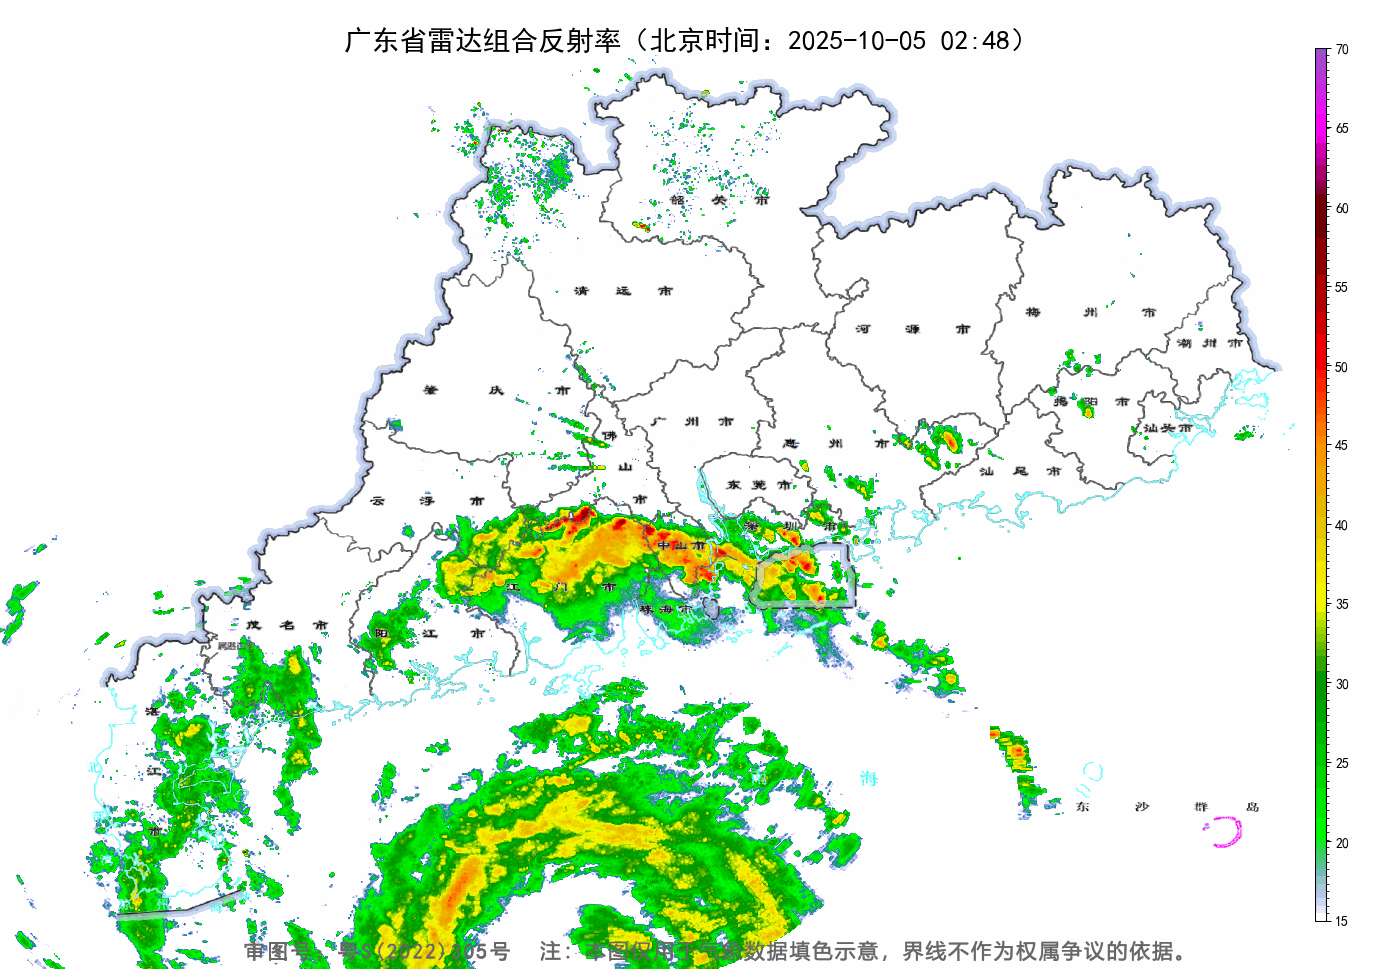 广东省雷达组合反射率（北京时间：2025-10-05 02:48）
70
65
60
55
50
45
40
35
30
25
20
15
韶 关 市
清 远 市
河 源 市
梅 州 市
潮 州 市
肇 庆 市
广 州 市
揭 阳 市
汕头市
佛 山 市
惠 州 市
汕 尾 市
东 莞 市
云 浮 市
深 圳 市
中山市
江 门 市
珠海市
茂 名 市
阳 江 市
湛 江 市
南 海
东 沙 群 岛
审图号：粤S(2022)305号 注：本图仅用于气象数据填色示意，界线不作为权属争议的依据。